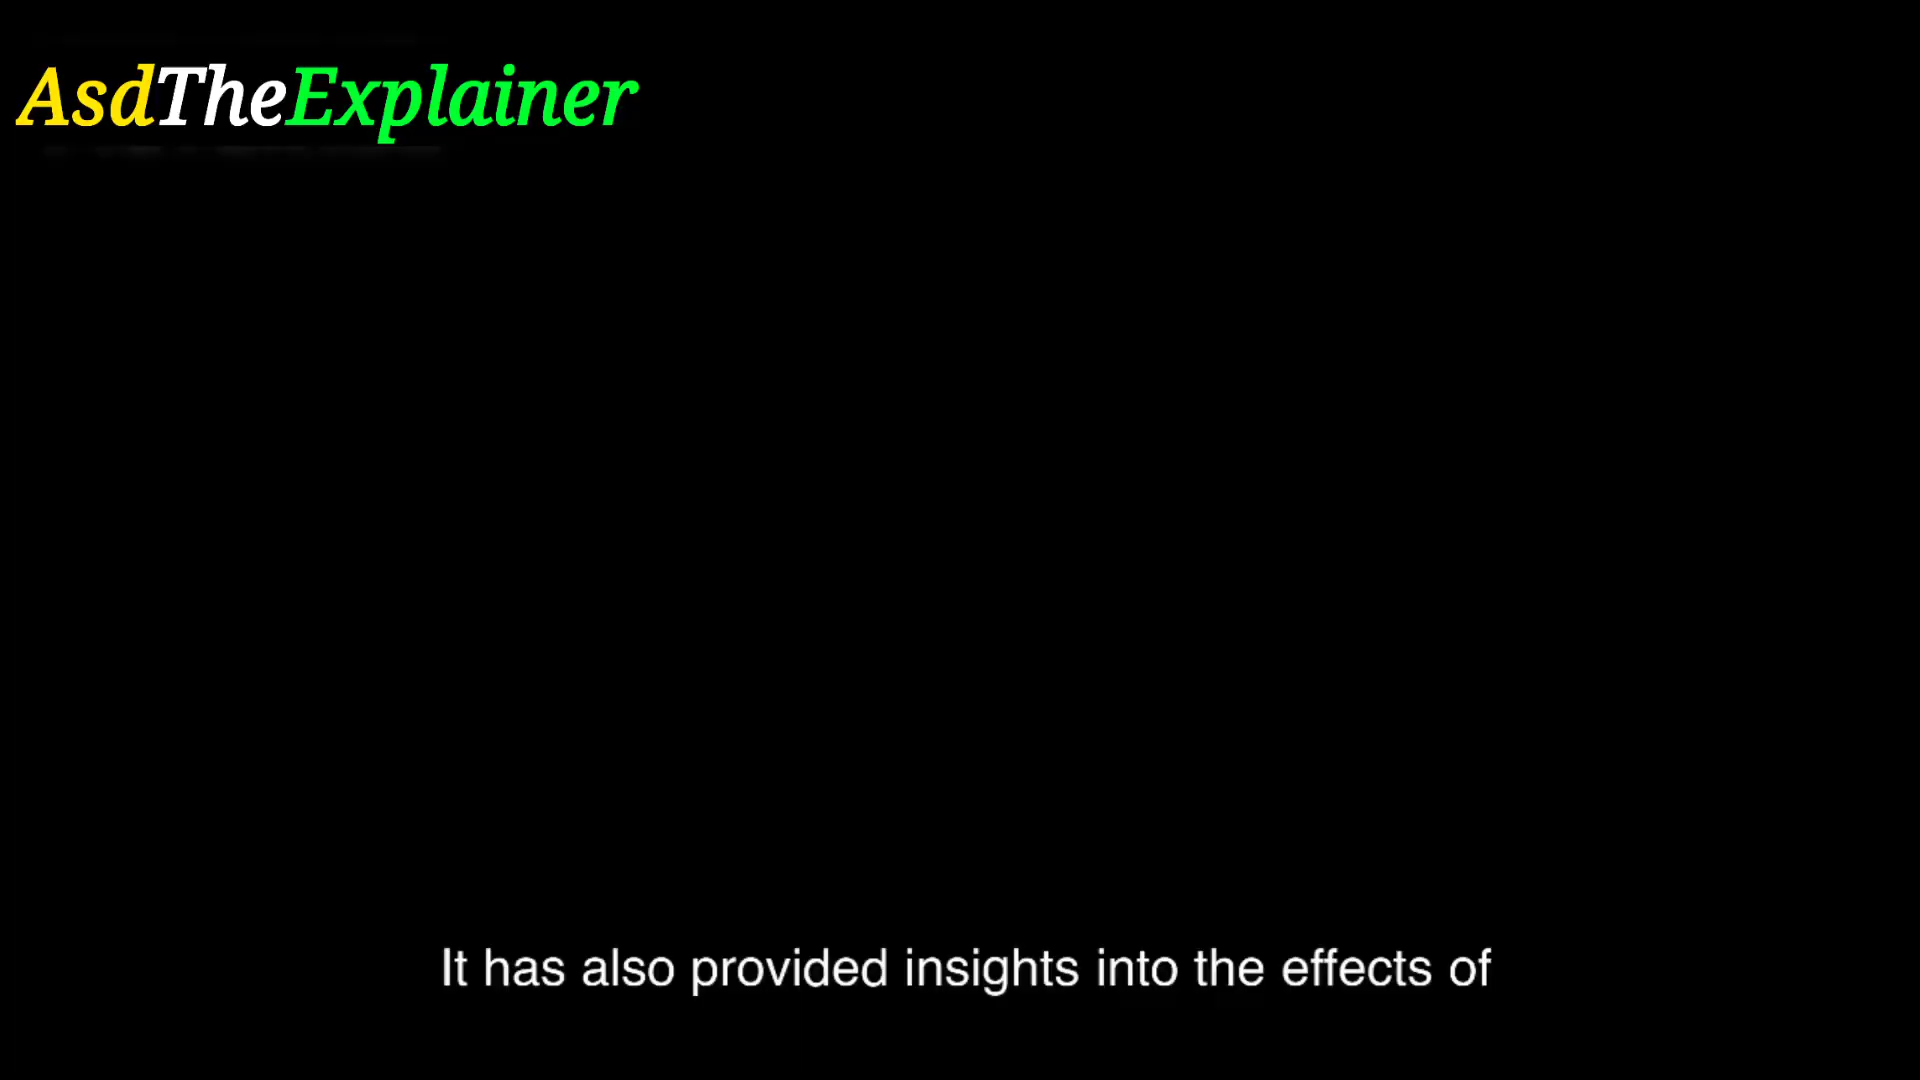 AsdTheExplainer
It has also provided insights into the effects of